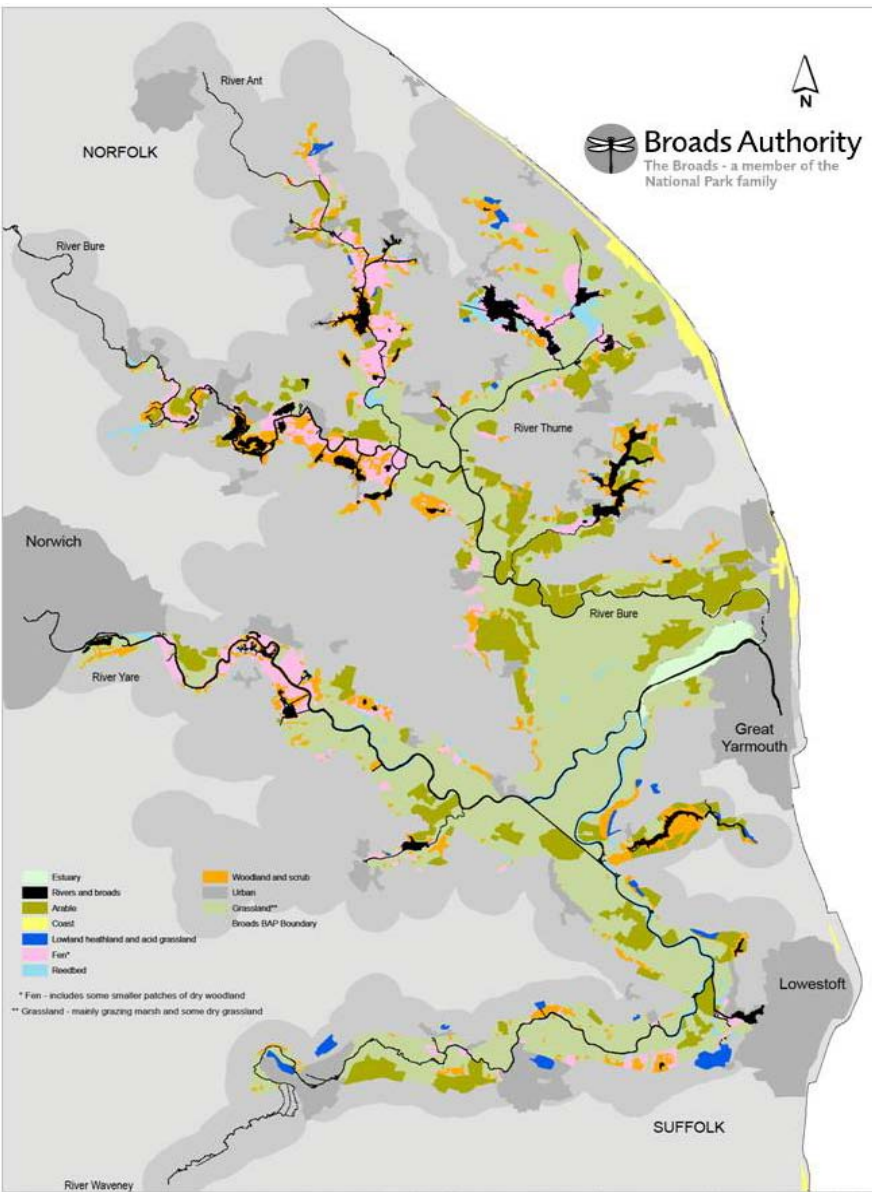 River Ant
N
NORFOLK
Broads Authority
The Broads - a member of the
National Park family
River Bure
River Thurne
Norwich
River Bure
River Yare
Great
Yarmouth
Estuary
Rivers and broads
Arable
Coast
Lowland heathland and acid grassland
Fen*
Reedbed
Woodland and scrub
Urban
Grassland**
Broads BAP Boundary
* Fen - includes some smaller patches of dry woodland
** Grassland - mainly grazing marsh and some dry grassland
Lowestoft
SUFFOLK
River Waveney